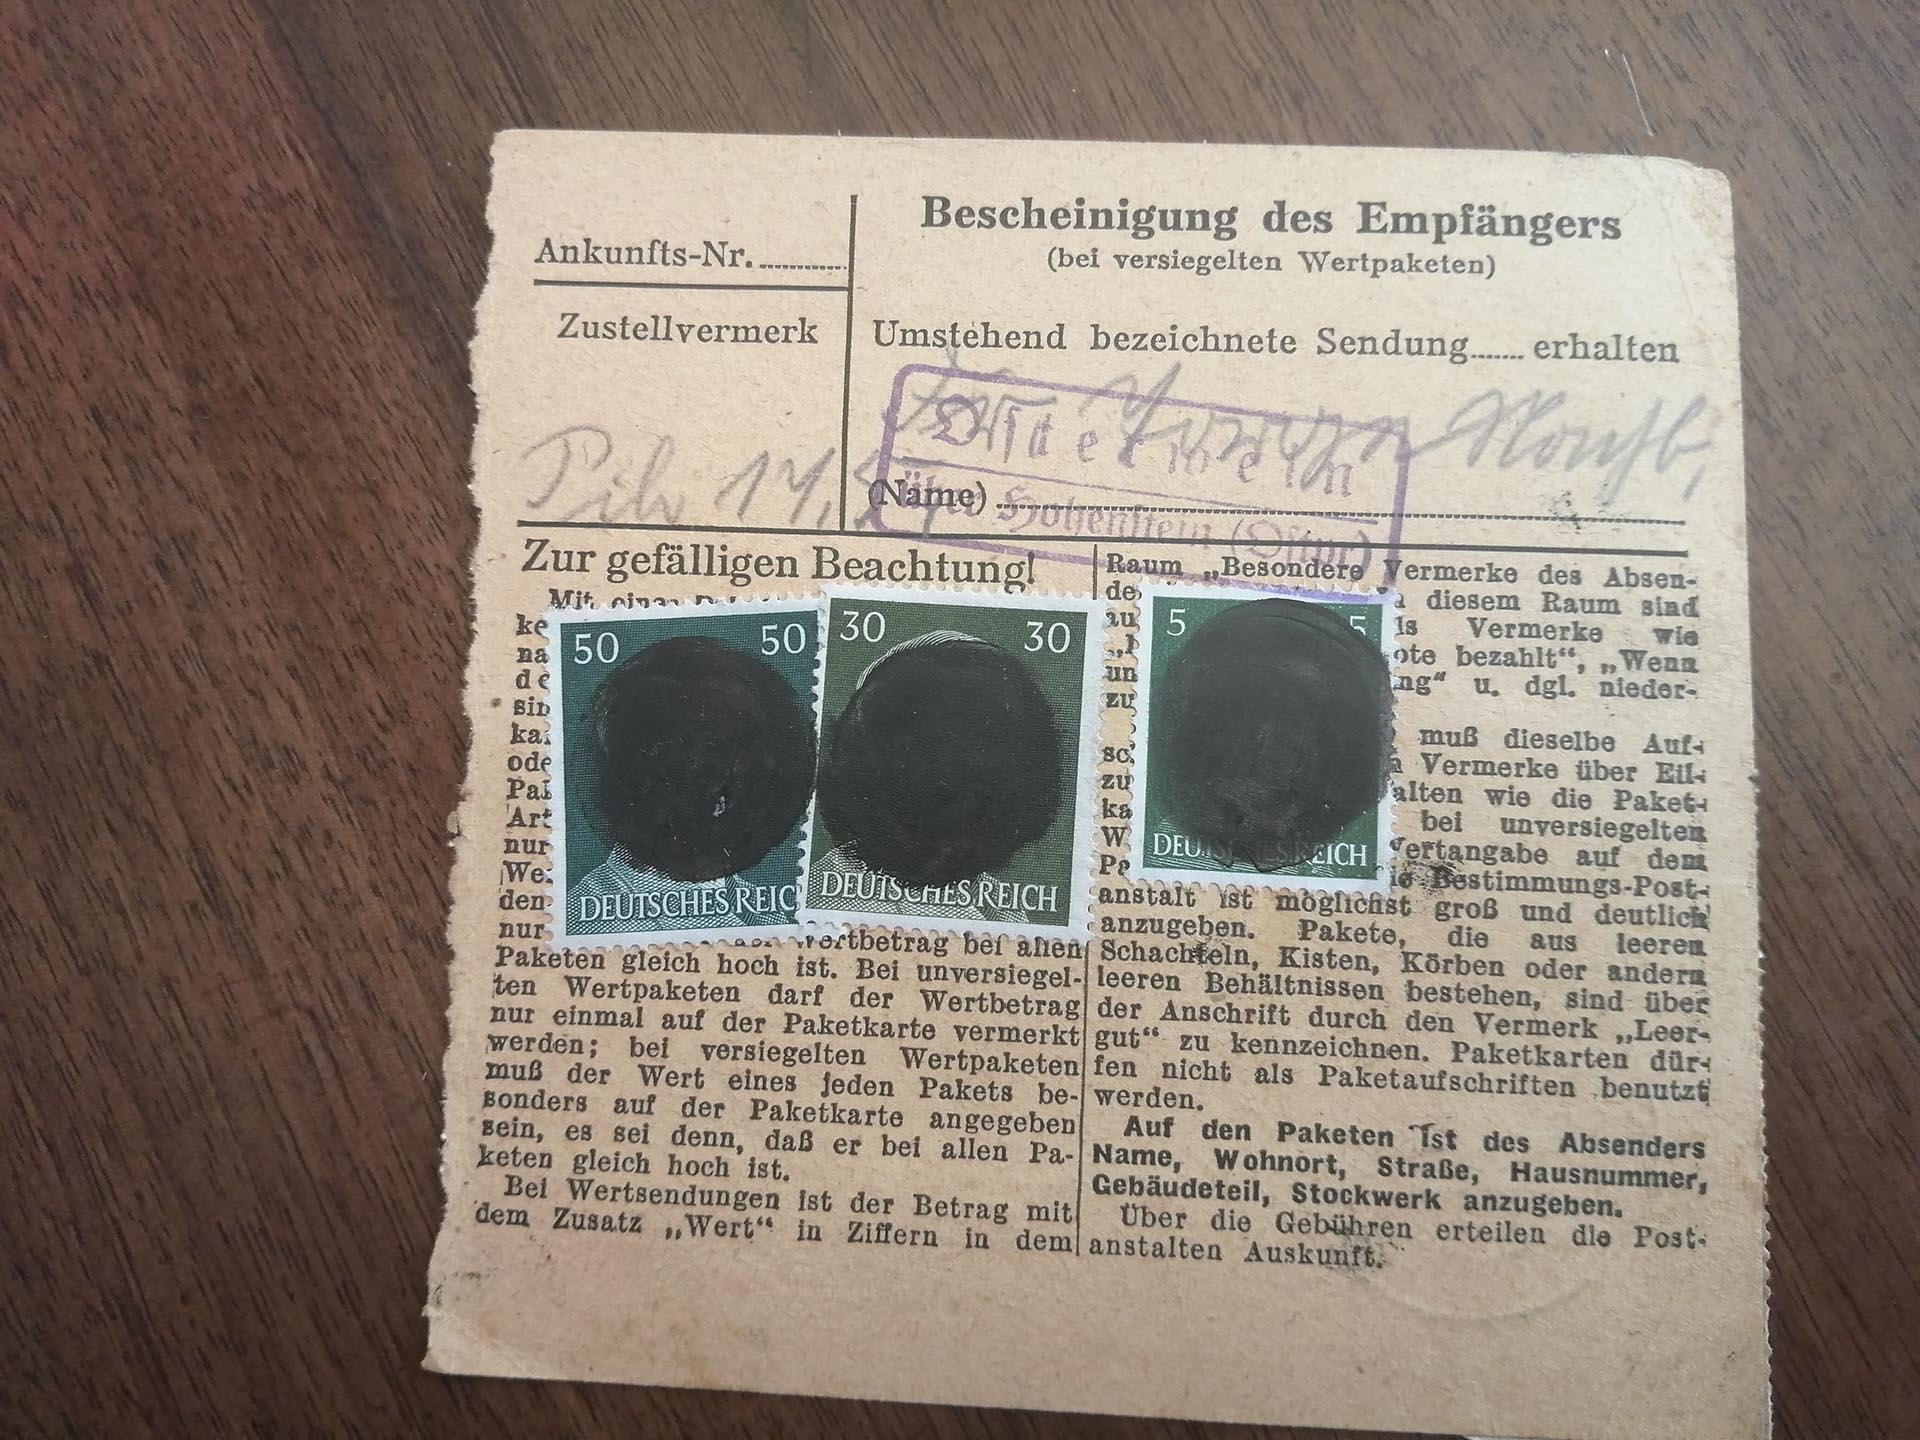 Ankunfts-Nr.
Zustellvermerk
Bescheinigung des Empfängers
(bei versiegelten Wertpaketen)
Umstehend bezeichnete Sendung....... erhalten
(Name)
Osterwein
über Hohenstein (Ostpr)
Zur gefälligen Beachtung!
Mit einer
50 50
DEUTSCHES REIC
30 30
DEUTSCHES REICH
5 5
DEUTSCHES REICH
Wertbetrag bei allen
Paketen gleich hoch ist. Bei unversiegel-
ten Wertpaketen darf der Wertbetrag
nur einmal auf der Paketkarte vermerkt
werden; bei versiegelten Wertpaketen
muß der Wert eines jeden Pakets be-
sonders auf der Paketkarte angegeben
sein, es sei denn, daß er bei allen Pa-
keten gleich hoch ist.
Bei Wertsendungen ist der Betrag mit
dem Zusatz „Wert“ in Ziffern in dem
Raum „Besondere Vermerke des Absen-
diesem Raum sind
Vermerke wie
bezahlt“, „Wenn
u. dgl. nieder-
muß dieselbe Auf-
Vermerke über Eil-
wie die Paket-
bei unversiegelten
Wertangabe auf dem
Bestimmungs-Post-
anstalt ist möglichst groß und deutlich
anzugeben. Pakete, die aus leeren
Schachteln, Kisten, Körben oder andern
leeren Behältnissen bestehen, sind über
der Anschrift durch den Vermerk „Leer-
gut“ zu kennzeichnen. Paketkarten dür-
fen nicht als Paketaufschriften benutzt
werden.
Auf den Paketen ist des Absenders
Name, Wohnort, Straße, Hausnummer,
Gebäudeteil, Stockwerk anzugeben.
Über die Gebühren erteilen die Post-
anstalten Auskunft.